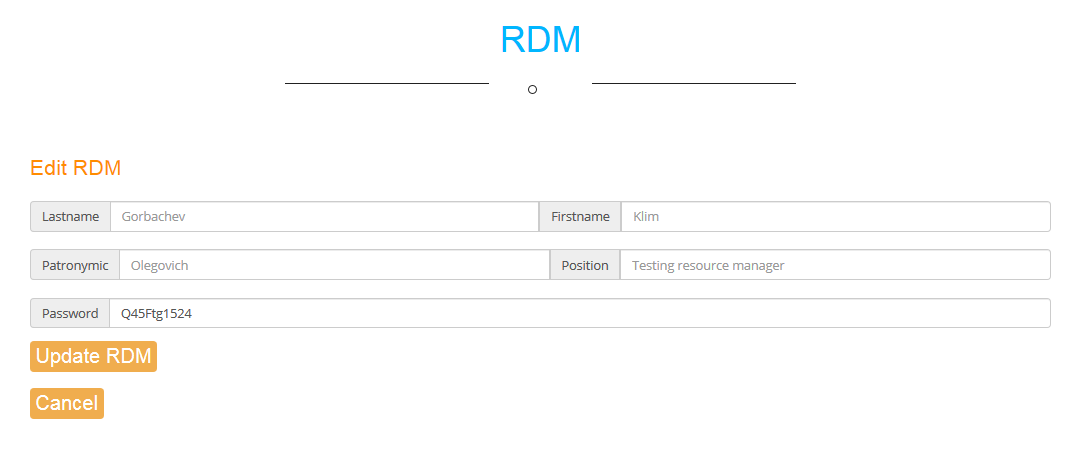 RDM
Edit RDM
Lastname Gorbachev Firstname Klim
Patronymic Olegovich Position Testing resource manager
Password Q45Ftg1524
Update RDM
Cancel